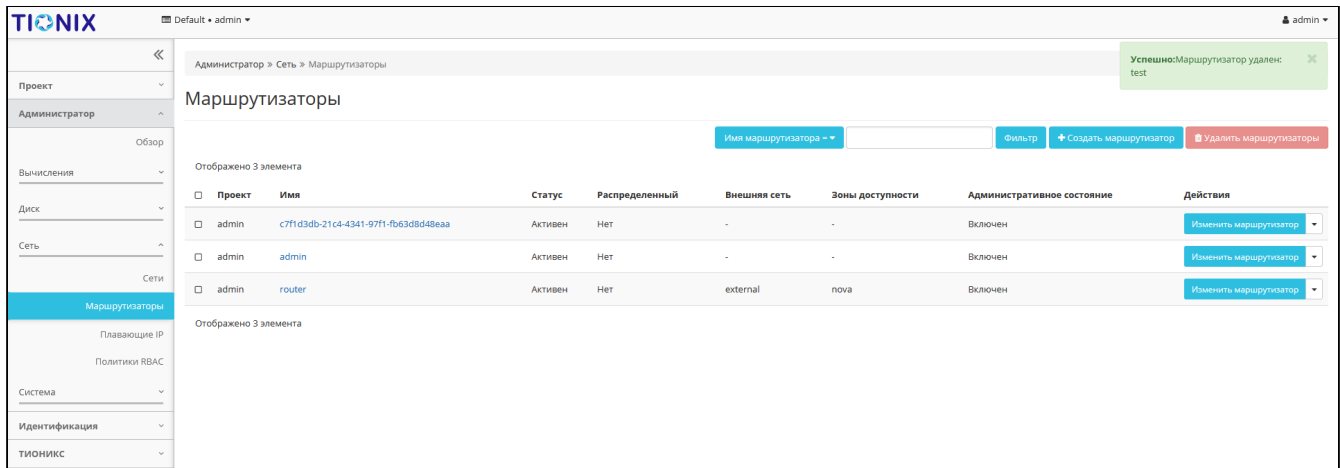 TIONIX
Default • admin
admin
Администратор » Сеть » Маршрутизаторы
Успешно:Маршрутизатор удален:
test
Проект
Администратор
Обзор
Вычисления
Диск
Сеть
Сети
Маршрутизаторы
Плавающие IP
Политики RBAC
Система
Идентификация
ТИОНИКС
Маршрутизаторы
Имя маршрутизатора = Фильтр + Создать маршрутизатор Удалить маршрутизаторы
Отображено 3 элемента
Проект Имя Статус Распределенный Внешняя сеть Зоны доступности Административное состояние Действия
admin c7f1d3db-21c4-4341-97f1-fb63d8d48eaa Активен Нет - - Включен Изменить маршрутизатор
admin admin Активен Нет - - Включен Изменить маршрутизатор
admin router Активен Нет external nova Включен Изменить маршрутизатор
Отображено 3 элемента